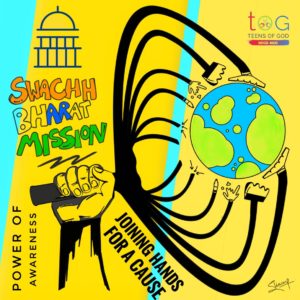 TOG
TEENS OF GOD
SWACHH
BHARAT
MISSION
POWER OF
AWARENESS
JOINING HANDS
FOR A CAUSE